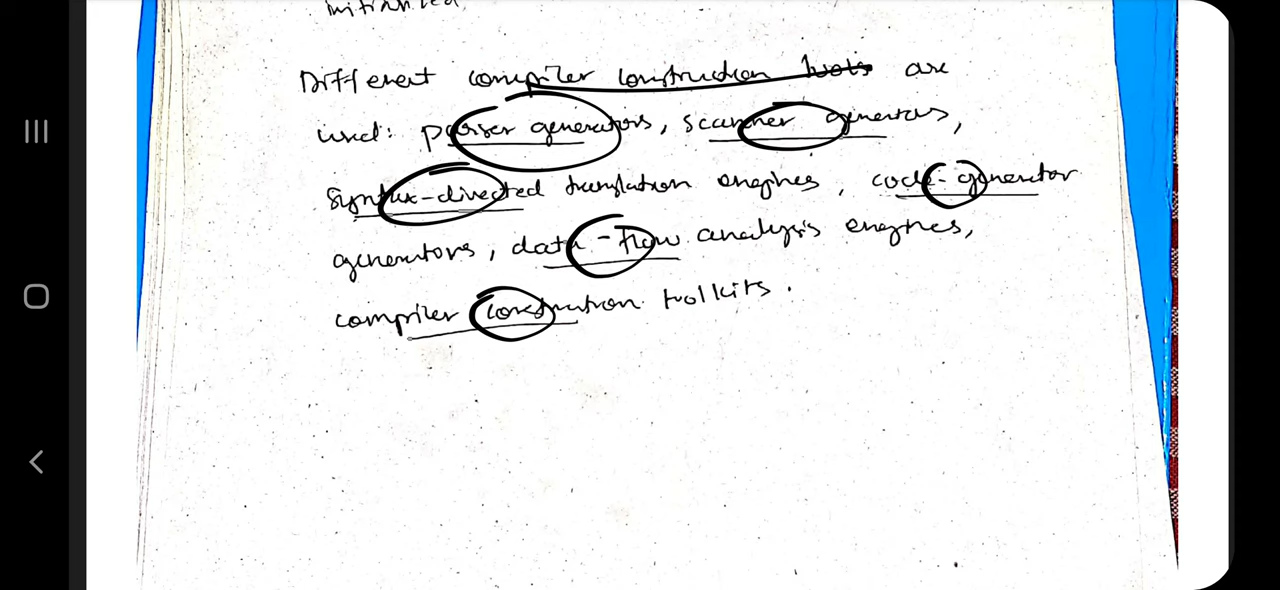 Different compiler construction tools are
used: parser generators, scanner generators,
Syntax-directed translation engines, code-generator
generators, data-flow analysis engines,
compiler construction toolkits.